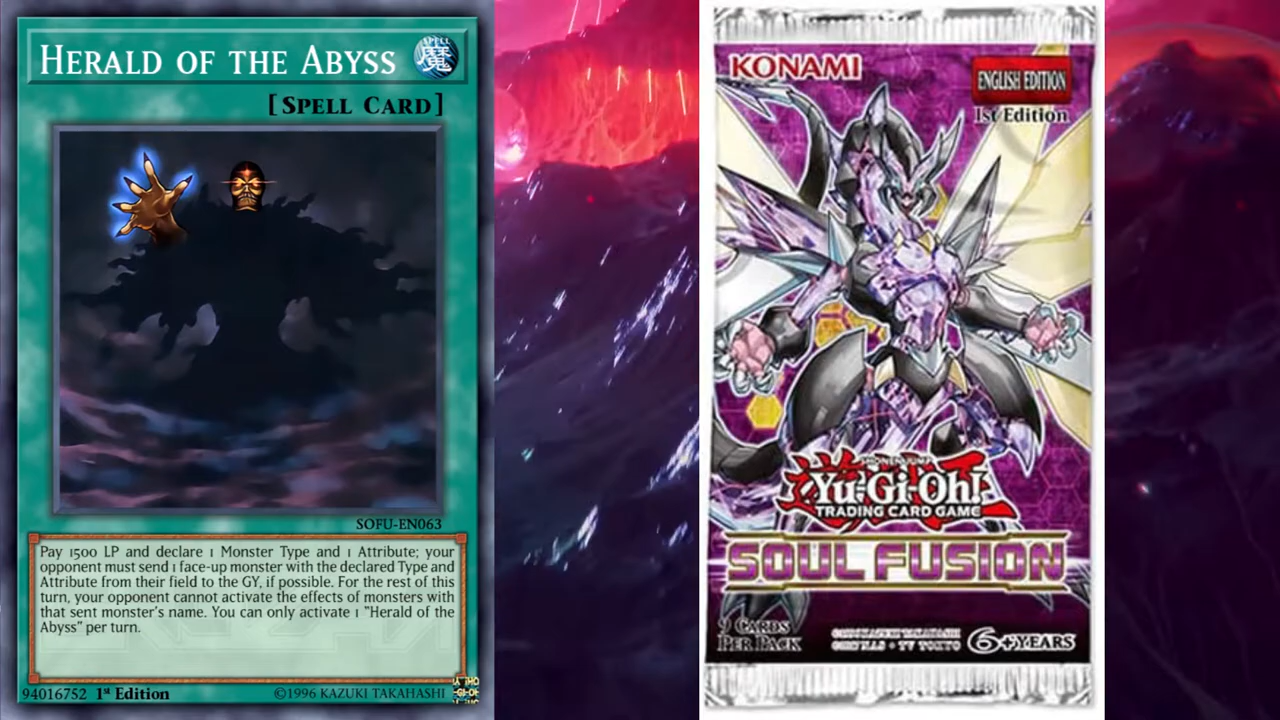 HERALD OF THE ABYSS
SPELL
魔
[SPELL CARD]
SOFU-EN063
Pay 1500 LP and declare 1 Monster Type and 1 Attribute; your
opponent must send 1 face-up monster with the declared Type and
Attribute from their field to the GY, if possible. For the rest of this
turn, your opponent cannot activate the effects of monsters with
that sent monster's name. You can only activate 1 "Herald of the
Abyss" per turn.
94016752 1st Edition
©1996 KAZUKI TAKAHASHI
KONAMI
ENGLISH EDITION
1st Edition
SHONEN JUMP
Yu-Gi-Oh!
TRADING CARD GAME
SOUL FUSION
9 CARDS
PER PACK
6+YEARS